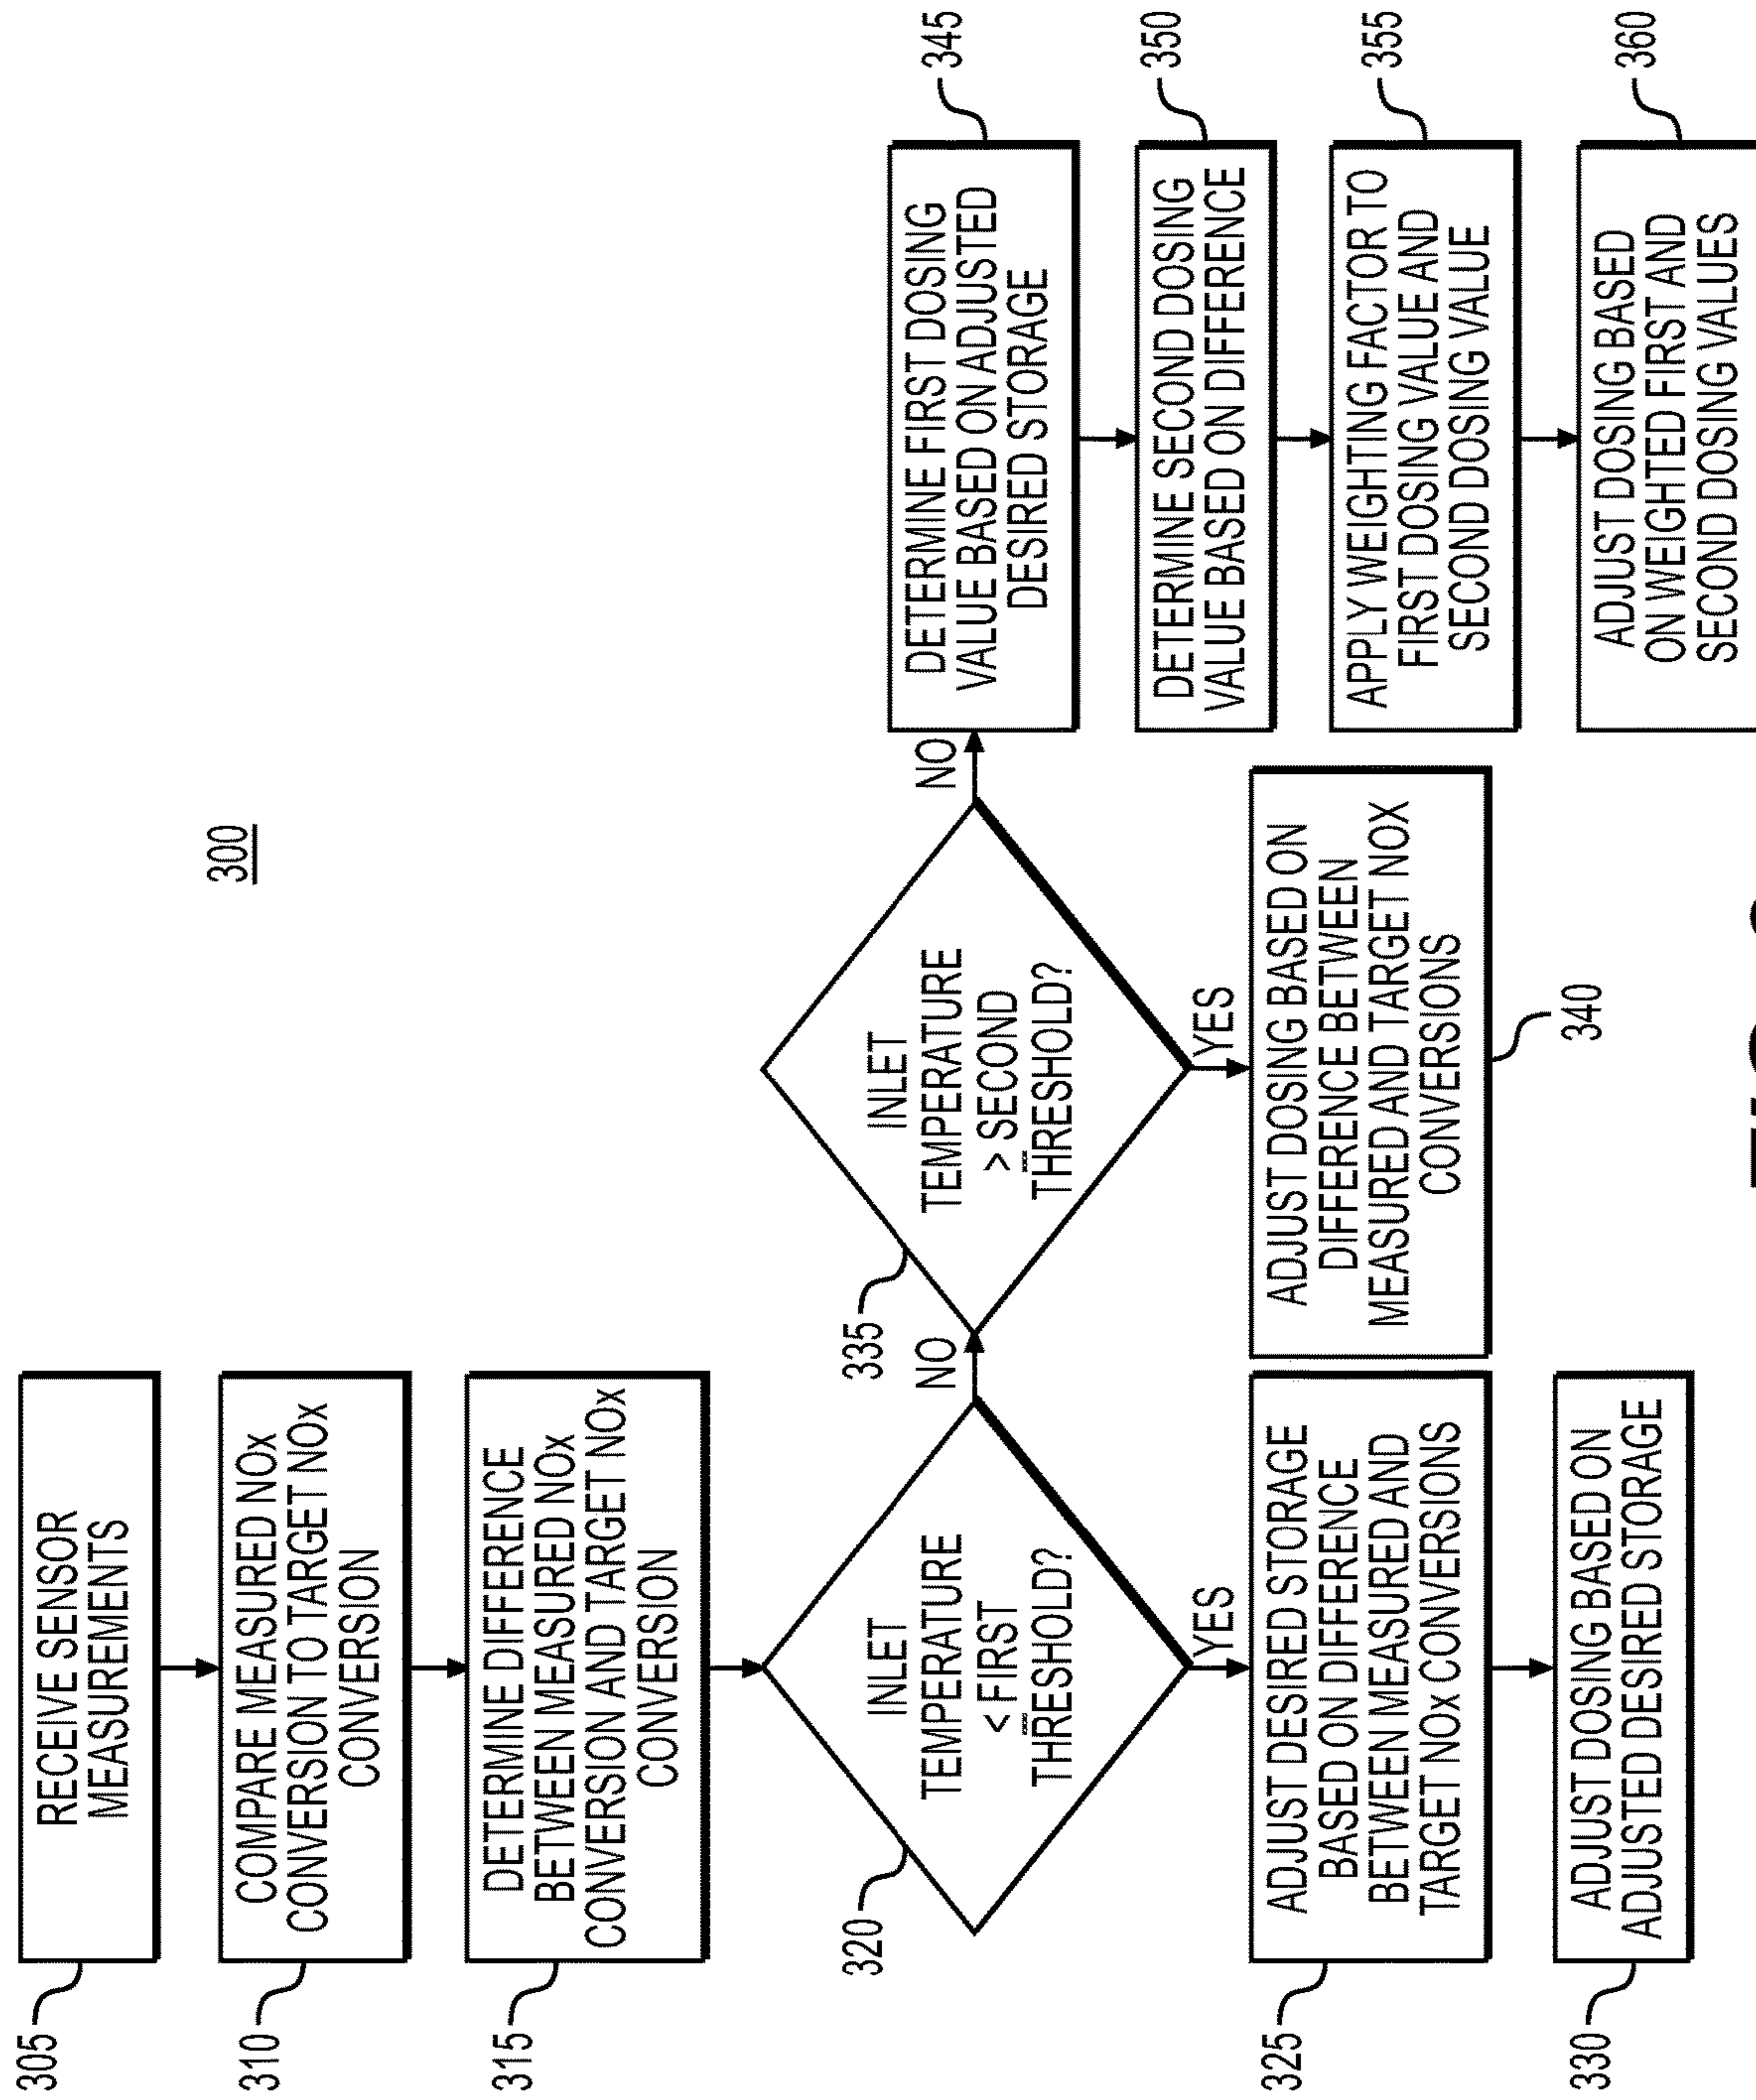 300
305
RECEIVE SENSOR
MEASUREMENTS
310
COMPARE MEASURED NOx
CONVERSION TO TARGET NOx
CONVERSION
315
DETERMINE DIFFERENCE
BETWEEN MEASURED NOx
CONVERSION AND TARGET NOx
CONVERSION
320
INLET
TEMPERATURE
< FIRST
THRESHOLD?
YES
NO
325
ADJUST DESIRED STORAGE
BASED ON DIFFERENCE
BETWEEN MEASURED AND
TARGET NOx CONVERSIONS
330
ADJUST DOSING BASED ON
ADJUSTED DESIRED STORAGE
335
INLET
TEMPERATURE
> SECOND
THRESHOLD?
YES
NO
ADJUST DOSING BASED ON
DIFFERENCE BETWEEN
MEASURED AND TARGET NOX
CONVERSIONS
340
DETERMINE FIRST DOSING
VALUE BASED ON ADJUSTED
DESIRED STORAGE
345
DETERMINE SECOND DOSING
VALUE BASED ON DIFFERENCE
350
APPLY WEIGHTING FACTOR TO
FIRST DOSING VALUE AND
SECOND DOSING VALUE
355
ADJUST DOSING BASED
ON WEIGHTED FIRST AND
SECOND DOSING VALUES
360